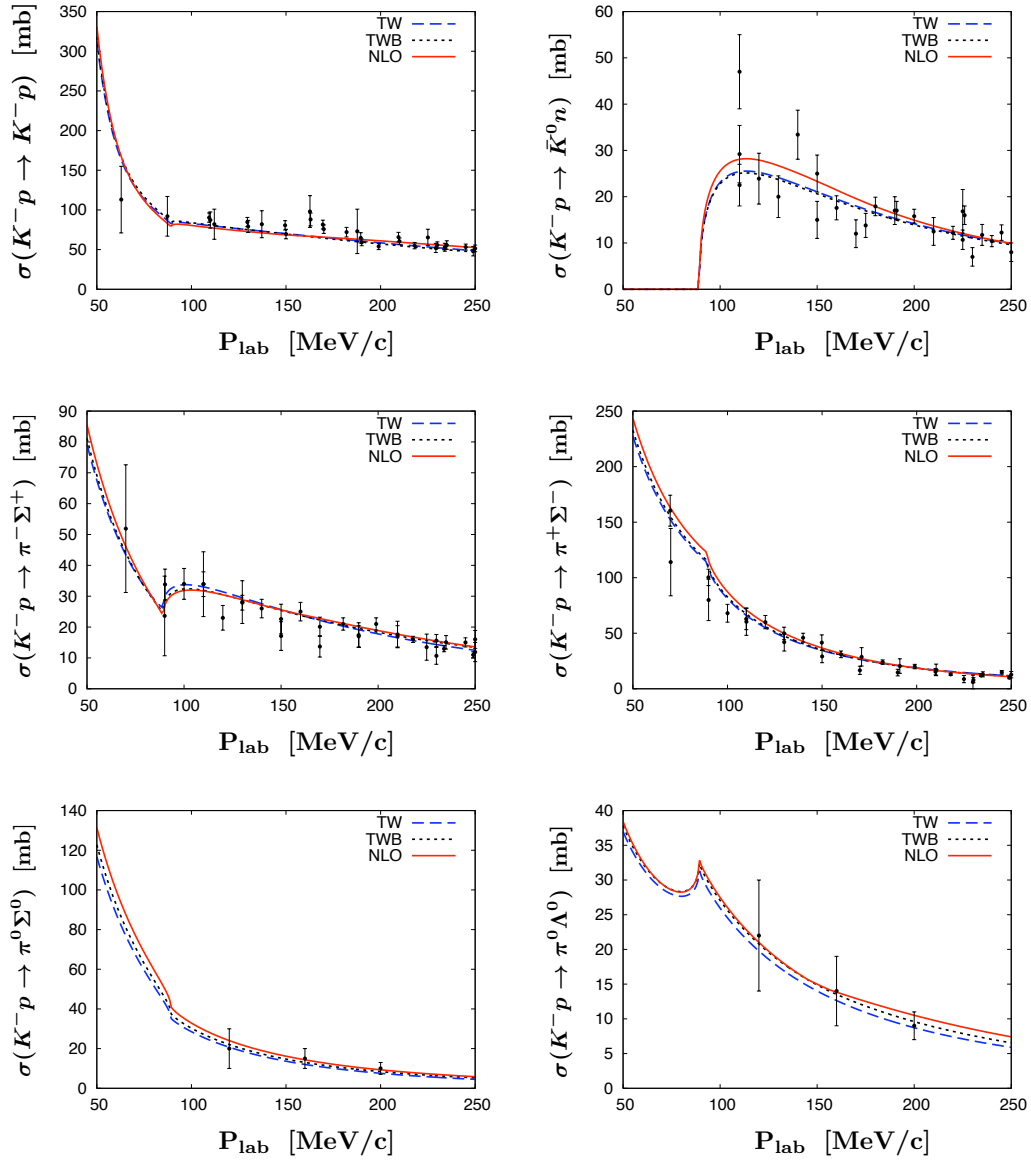 σ(K⁻p → K⁻p) [mb]
350
300
250
200
150
100
50
0
50 100 150 200 250
P_lab [MeV/c]
TW
TWB
NLO
σ(K⁻p → K̄⁰n) [mb]
60
50
40
30
20
10
0
50 100 150 200 250
P_lab [MeV/c]
TW
TWB
NLO
σ(K⁻p → π⁻Σ⁺) [mb]
90
80
70
60
50
40
30
20
10
0
50 100 150 200 250
P_lab [MeV/c]
TW
TWB
NLO
σ(K⁻p → π⁺Σ⁻) [mb]
250
200
150
100
50
0
50 100 150 200 250
P_lab [MeV/c]
TW
TWB
NLO
σ(K⁻p → π⁰Σ⁰) [mb]
140
120
100
80
60
40
20
0
50 100 150 200 250
P_lab [MeV/c]
TW
TWB
NLO
σ(K⁻p → π⁰Λ⁰) [mb]
40
35
30
25
20
15
10
5
0
50 100 150 200 250
P_lab [MeV/c]
TW
TWB
NLO